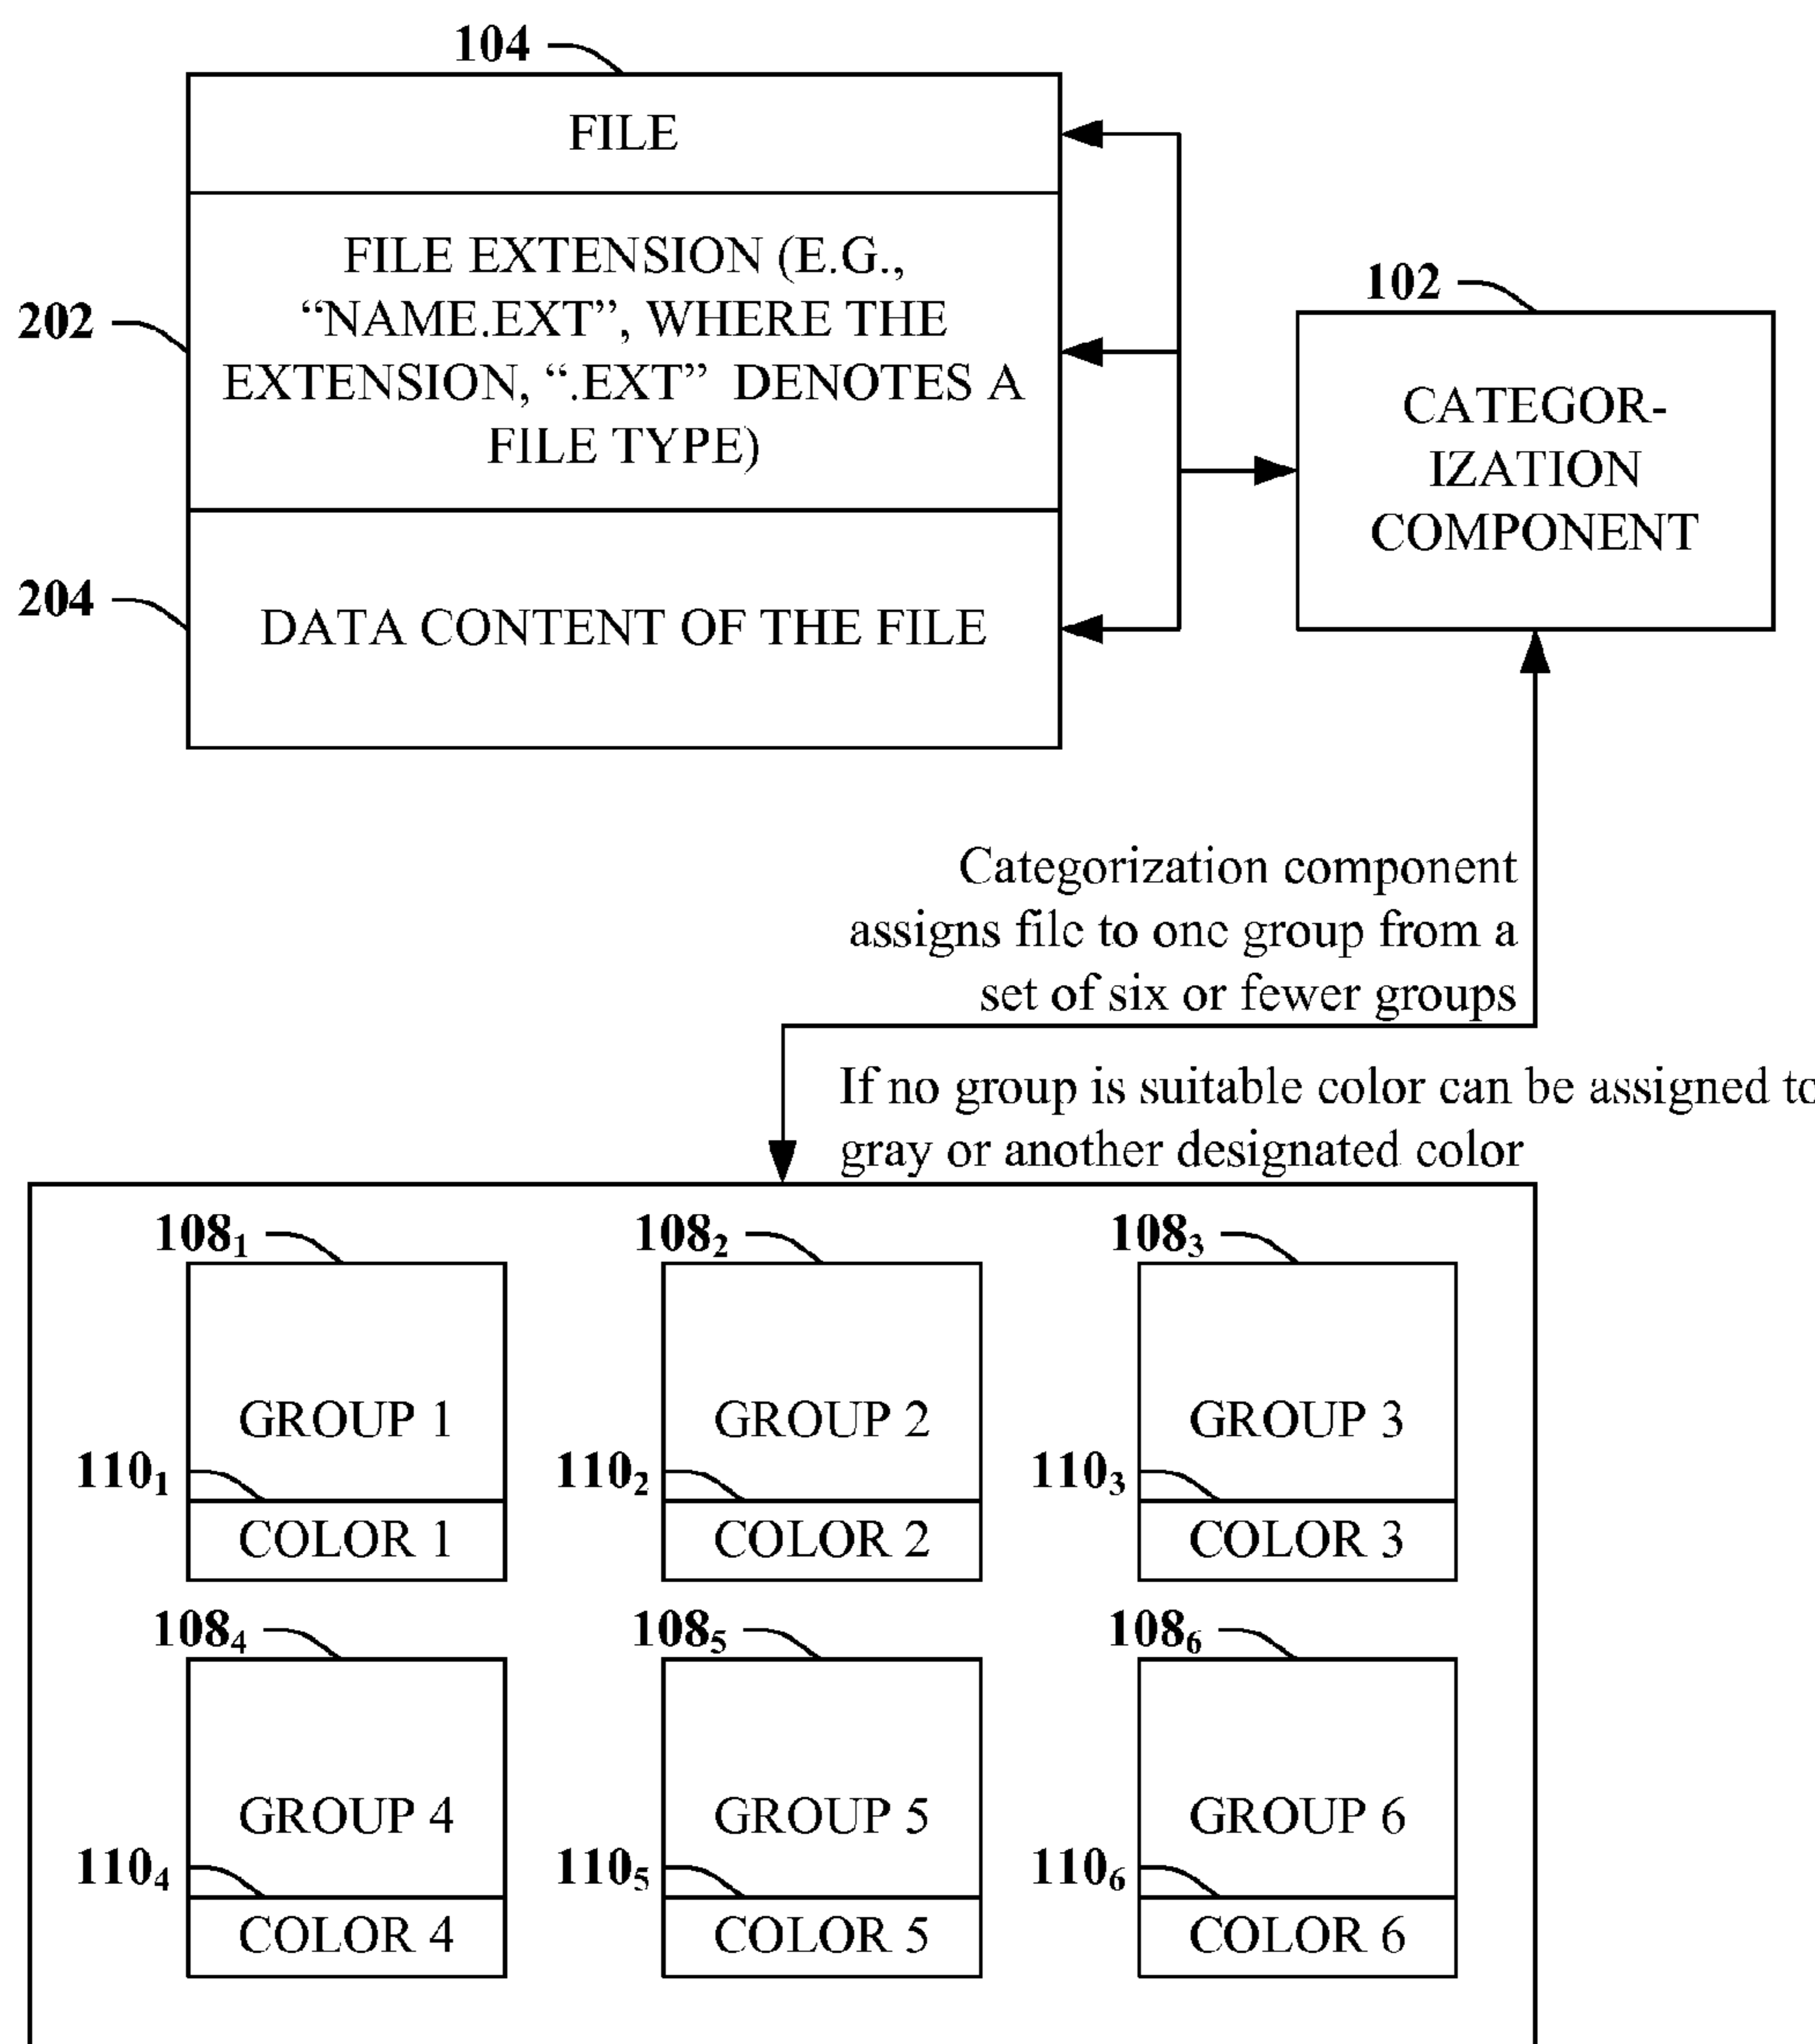 104
FILE
FILE EXTENSION (E.G.,
“NAME.EXT”, WHERE THE
EXTENSION, “.EXT” DENOTES A
FILE TYPE)
202
DATA CONTENT OF THE FILE
204
102
CATEGOR-
IZATION
COMPONENT
Categorization component
assigns file to one group from a
set of six or fewer groups
If no group is suitable color can be assigned to
gray or another designated color
108₁
GROUP 1
110₁
COLOR 1
108₂
GROUP 2
110₂
COLOR 2
108₃
GROUP 3
110₃
COLOR 3
108₄
GROUP 4
110₄
COLOR 4
108₅
GROUP 5
110₅
COLOR 5
108₆
GROUP 6
110₆
COLOR 6